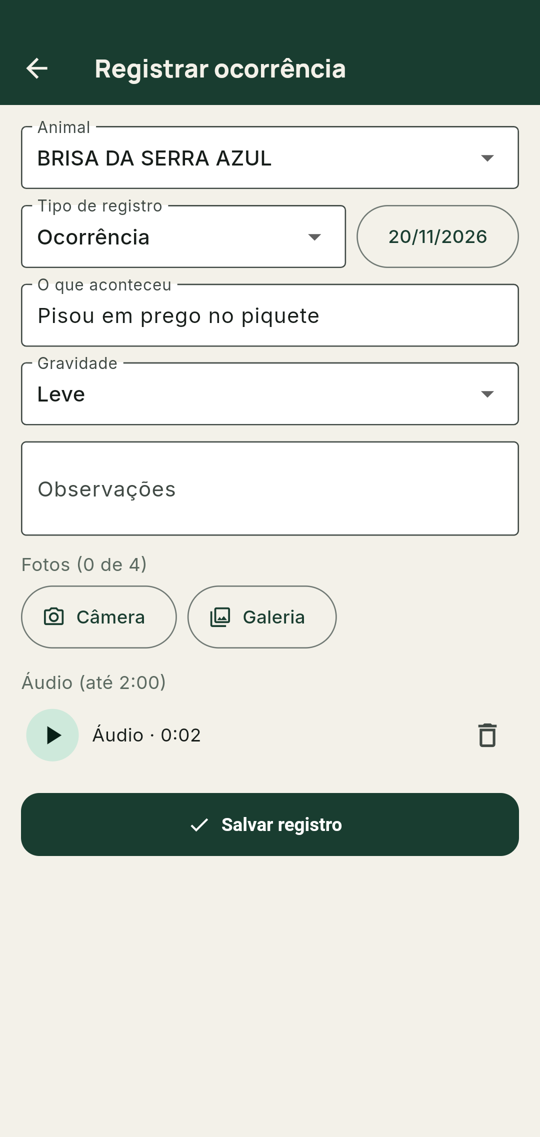 Registrar ocorrência
Animal
BRISA DA SERRA AZUL
Tipo de registro
Ocorrência
20/11/2026
O que aconteceu
Pisou em prego no piquete
Gravidade
Leve
Observações
Fotos (0 de 4)
Câmera
Galeria
Áudio (até 2:00)
Áudio · 0:02
Salvar registro